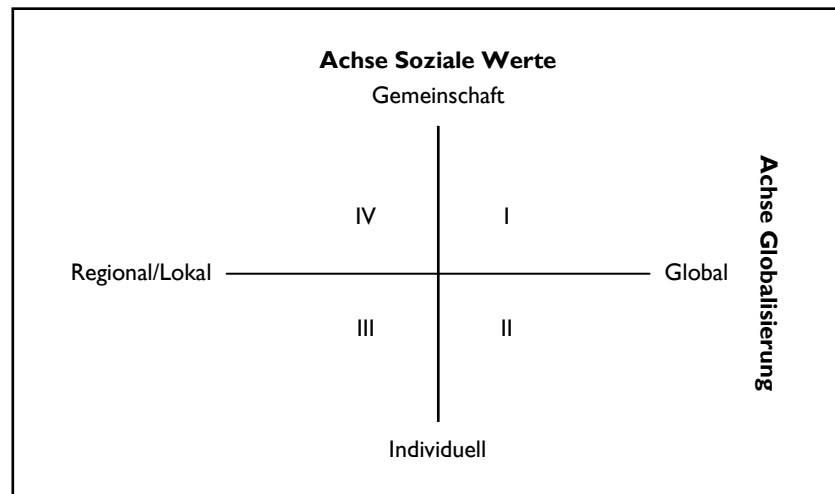 Achse Soziale Werte
Gemeinschaft
IV
I
Regional/Lokal
Global
III
II
Individuell
Achse Globalisierung